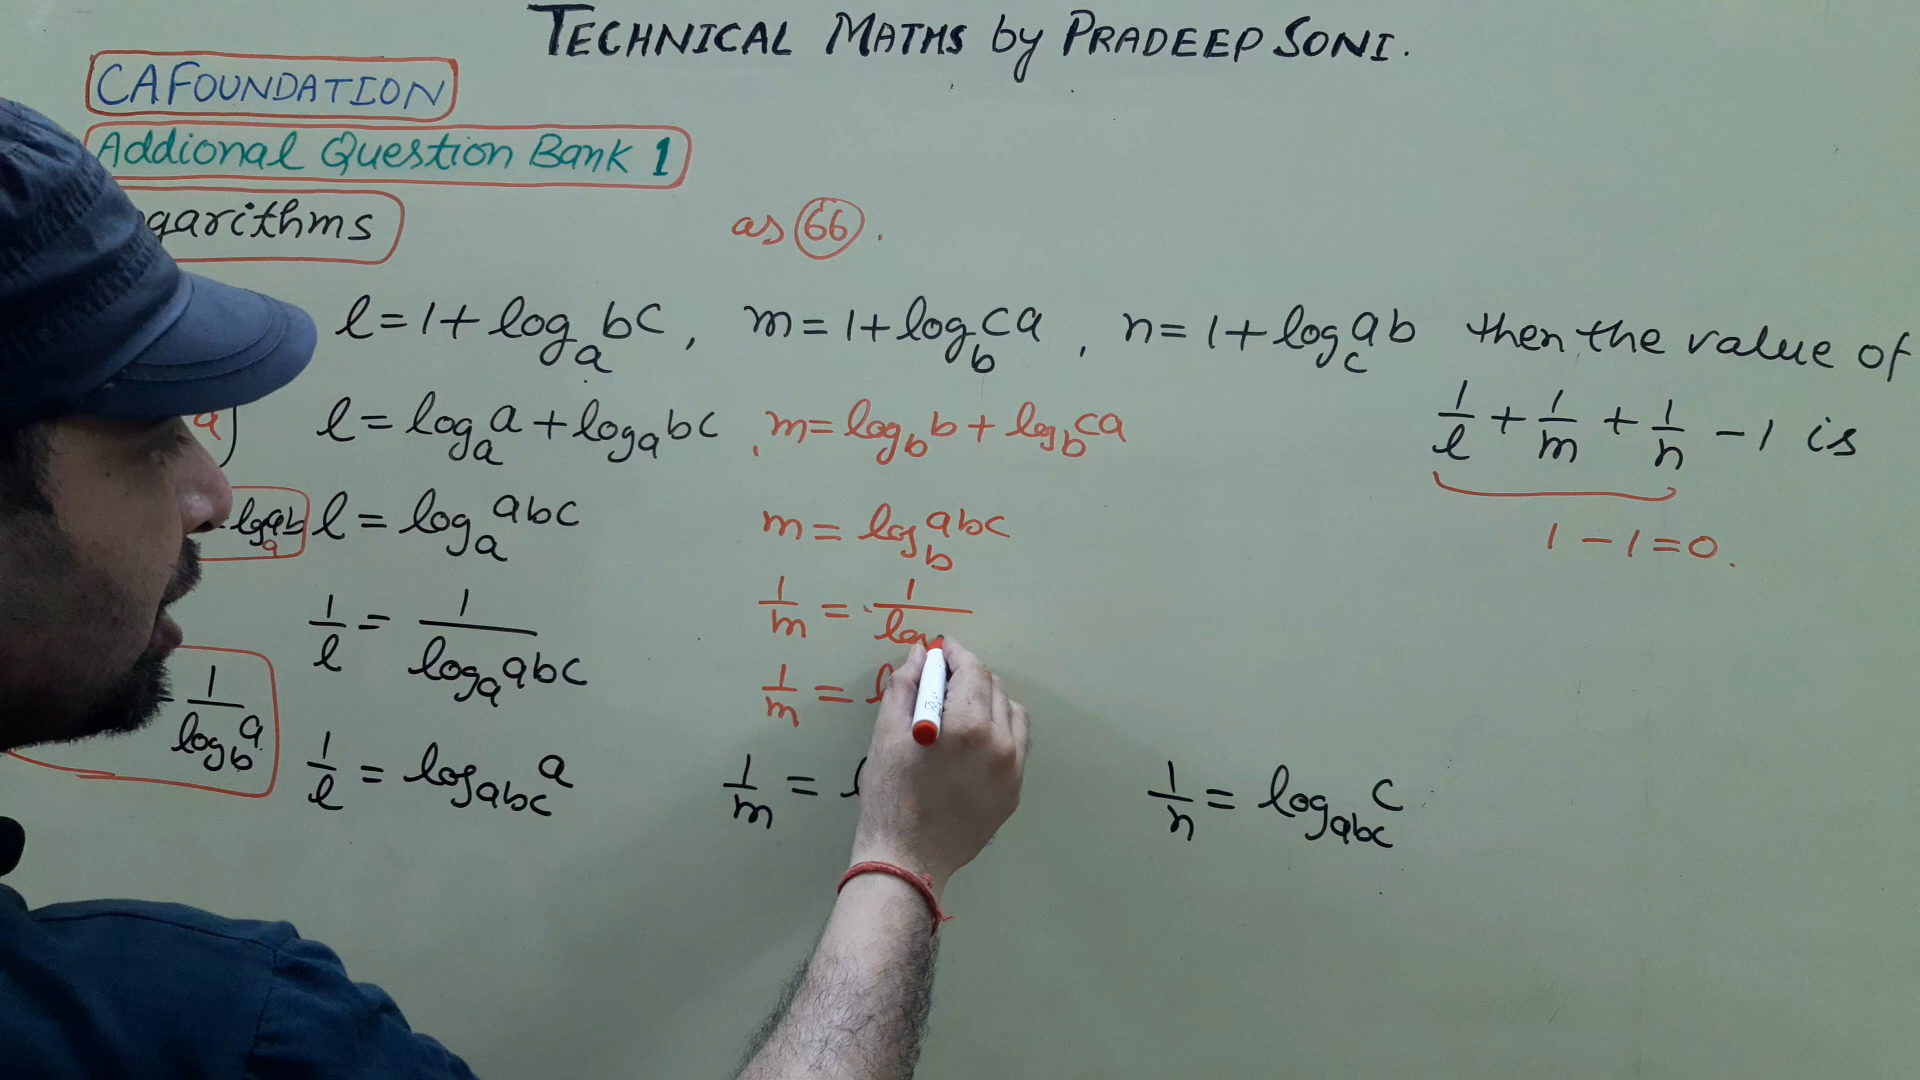 TECHNICAL MATHS by PRADEEP SONI.
CA FOUNDATION
Addional Question Bank 1
garithms
as 66.
l = 1 + log_a bc, m = 1 + log_b ca, n = 1 + log_c ab then the value of
1/l + 1/m + 1/n - 1 is
1 - 1 = 0.
a)
l = log_a a + log_a bc, m = log_b b + log_b ca
l = log_a abc
m = log_b abc
1/l = 1/log_a abc
1/m = 1/log
1/m = l
1/log_b a
1/l = log_abc a
1/m = l
1/n = log_abc c